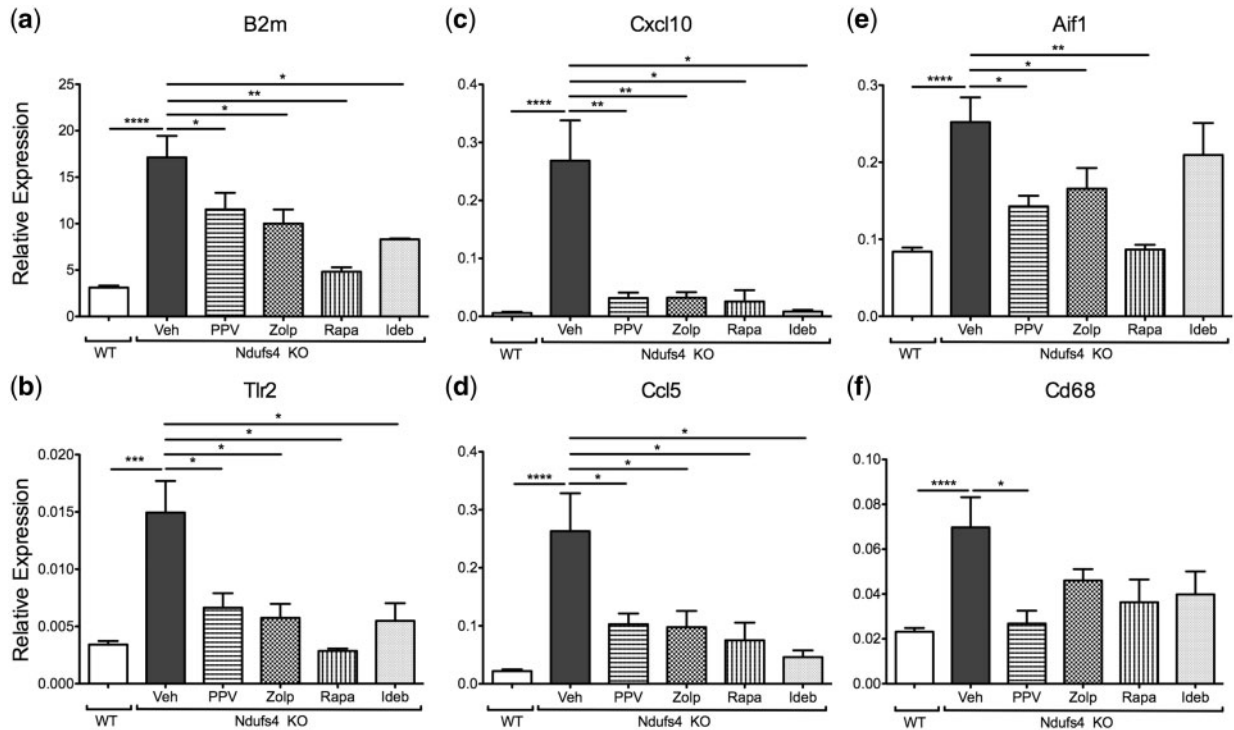 (a) B2m
Relative Expression
25
20
15
10
5
0
**** * * ** *
Veh PPV Zolp Rapa Ideb
WT Ndufs4 KO
(c) Cxcl10
0.4
0.3
0.2
0.1
0.0
**** ** ** * *
Veh PPV Zolp Rapa Ideb
WT Ndufs4 KO
(e) Aif1
0.3
0.2
0.1
0.0
**** * * **
Veh PPV Zolp Rapa Ideb
WT Ndufs4 KO
(b) Tlr2
Relative Expression
0.020
0.015
0.010
0.005
0.000
*** * * * *
Veh PPV Zolp Rapa Ideb
WT Ndufs4 KO
(d) Ccl5
0.4
0.3
0.2
0.1
0.0
**** * * * *
Veh PPV Zolp Rapa Ideb
WT Ndufs4 KO
(f) Cd68
0.10
0.08
0.06
0.04
0.02
0.00
**** *
Veh PPV Zolp Rapa Ideb
WT Ndufs4 KO